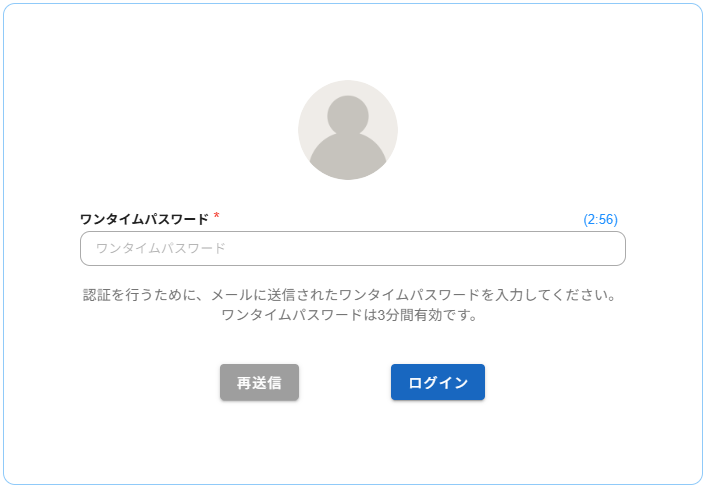 ワンタイムパスワード * (2:56)
ワンタイムパスワード
認証を行うために、メールに送信されたワンタイムパスワードを入力してください。
ワンタイムパスワードは3分間有効です。
再送信 ログイン